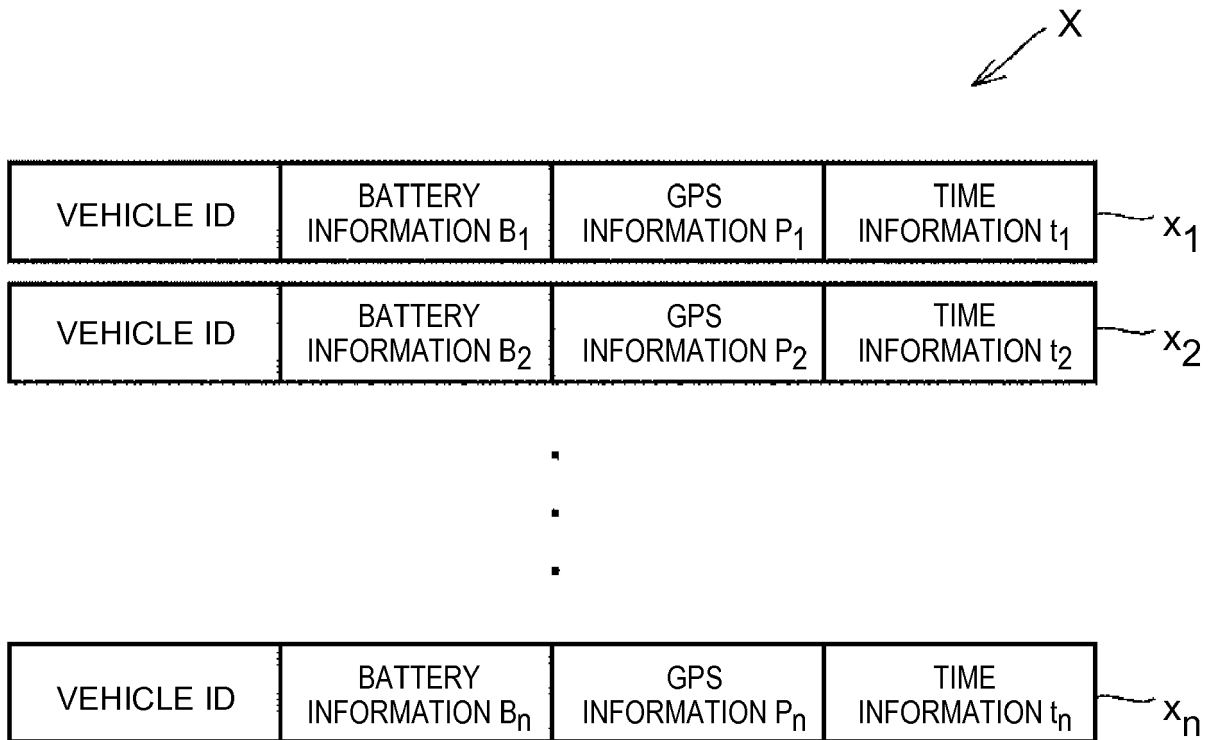 X
VEHICLE ID
BATTERY
INFORMATION B₁
GPS
INFORMATION P₁
TIME
INFORMATION t₁
x₁
VEHICLE ID
BATTERY
INFORMATION B₂
GPS
INFORMATION P₂
TIME
INFORMATION t₂
x₂
VEHICLE ID
BATTERY
INFORMATION Bₙ
GPS
INFORMATION Pₙ
TIME
INFORMATION tₙ
xₙ